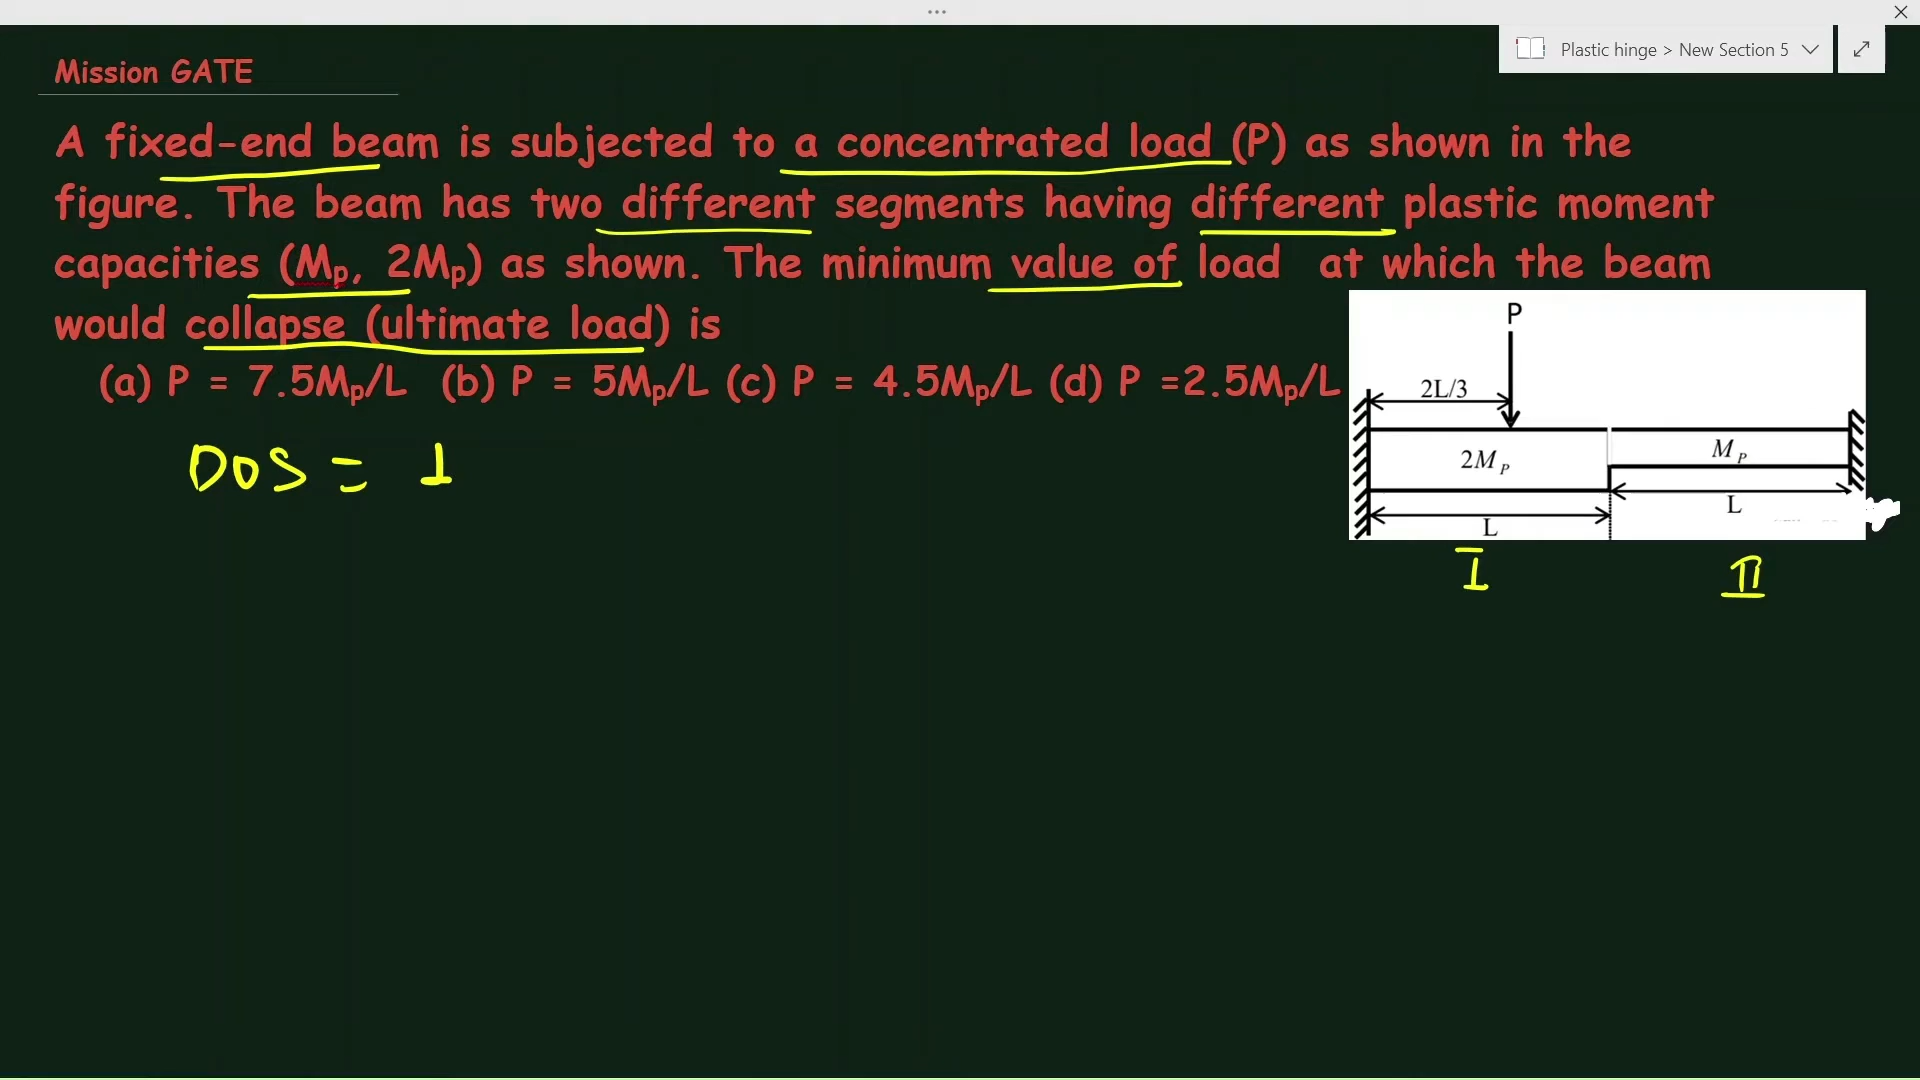 Plastic hinge > New Section 5
Mission GATE
A fixed-end beam is subjected to a concentrated load (P) as shown in the
figure. The beam has two different segments having different plastic moment
capacities (Mₚ, 2Mₚ) as shown. The minimum value of load at which the beam
would collapse (ultimate load) is
(a) P = 7.5Mₚ/L (b) P = 5Mₚ/L (c) P = 4.5Mₚ/L (d) P =2.5Mₚ/L
P
2L/3
2M P
M P
L
L
I
II
DOS = 1